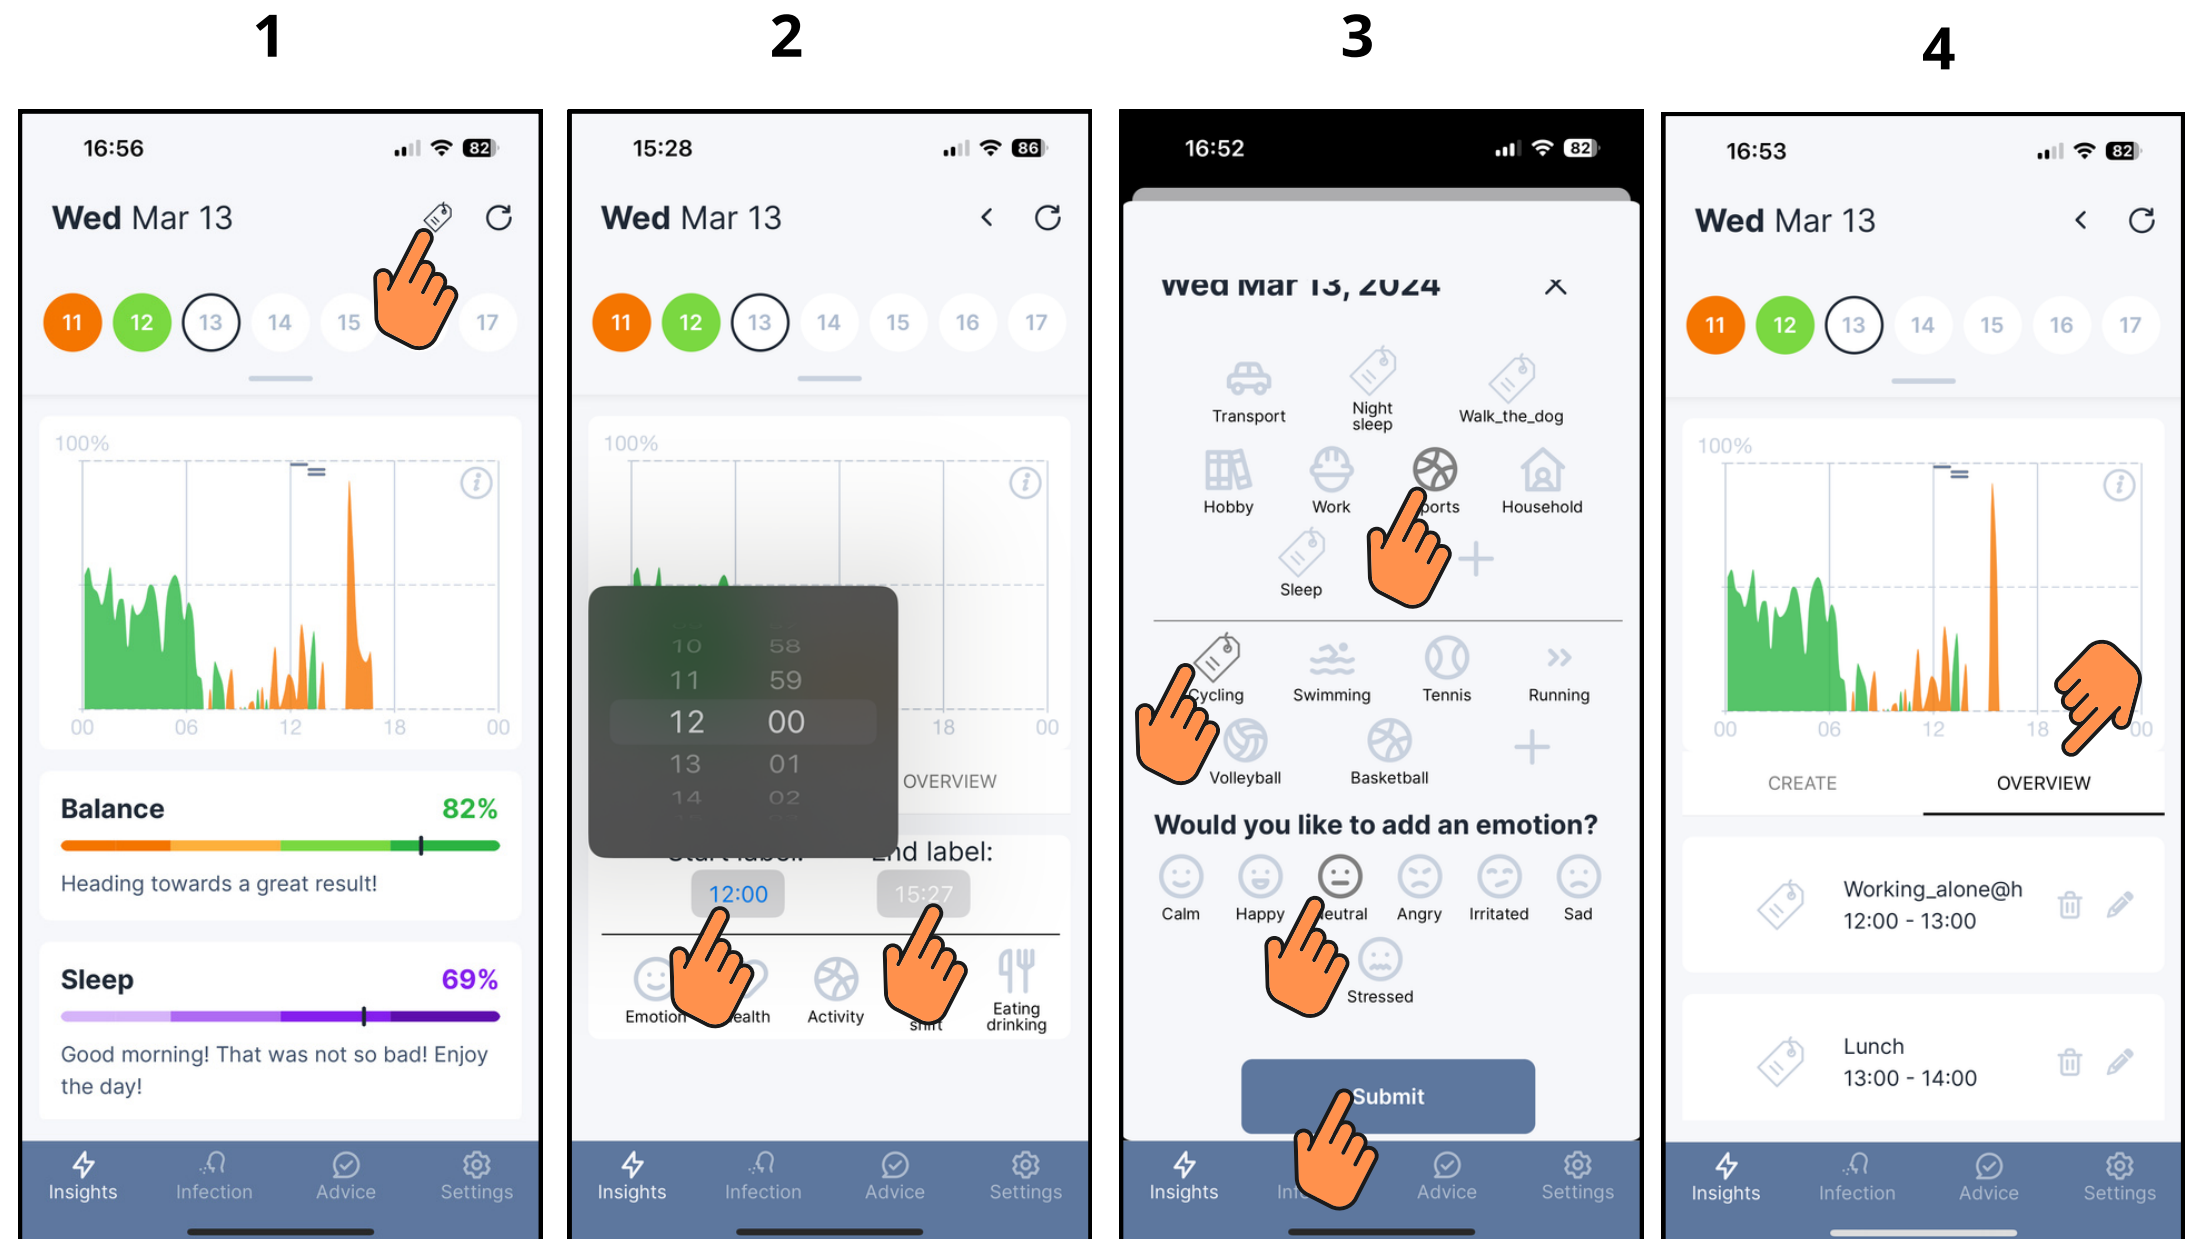 1
16:56
82
Wed Mar 13
11 12 13 14 15 17
100%
i
00 06 12 18 00
Balance 82%
Heading towards a great result!
Sleep 69%
Good morning! That was not so bad! Enjoy
the day!
Insights Infection Advice Settings
2
15:28
86
Wed Mar 13
11 12 13 14 15 16 17
100%
i
10 58
11 59
12 00
13 01
14 02
18 00
OVERVIEW
End label:
12:00 15:27
Emotion Activity
Eating
drinking
Insights Infection Advice Settings
3
16:52
82
Wed Mar 13, 2024
Transport
Night
sleep
Walk_the_dog
Hobby Work Household
Sleep
Cycling Swimming Tennis Running
Volleyball Basketball
Would you like to add an emotion?
Calm Happy Neutral Angry Irritated Sad
Stressed
Submit
Insights Advice Settings
4
16:53
82
Wed Mar 13
11 12 13 14 15 16 17
100%
i
00 06 12 18 00
CREATE OVERVIEW
Working_alone@h
12:00 - 13:00
Lunch
13:00 - 14:00
Insights Infection Advice Settings